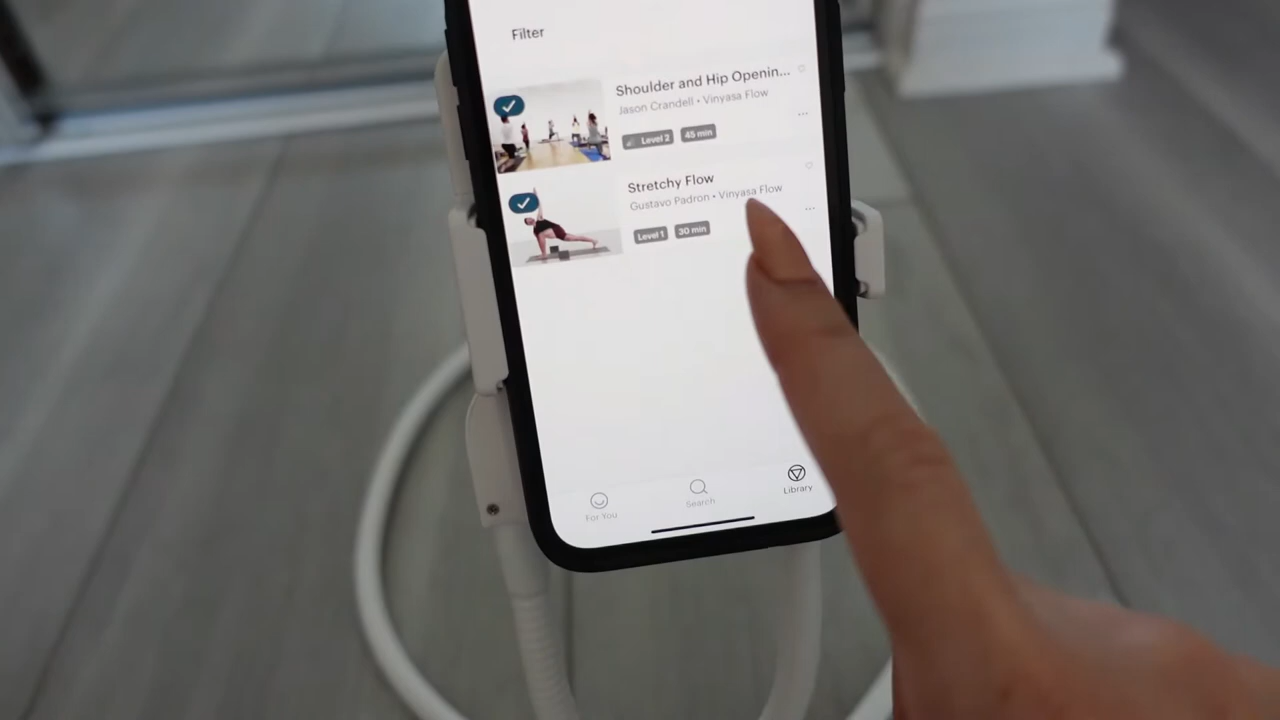 Filter
Shoulder and Hip Openin...
Jason Crandell • Vinyasa Flow
Level 2 45 min
Stretchy Flow
Gustavo Padron • Vinyasa Flow
Level 1 30 min
For You Search Library